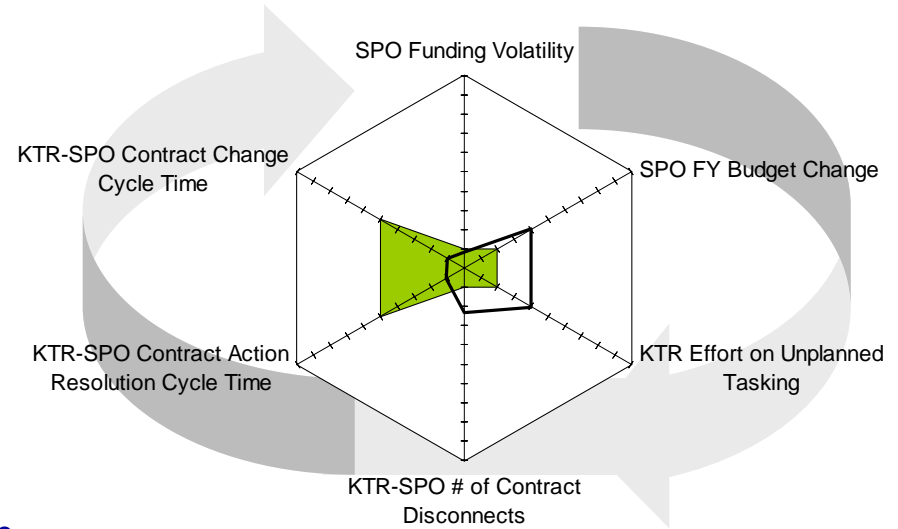 SPO Funding Volatility
KTR-SPO Contract Change
Cycle Time
SPO FY Budget Change
KTR-SPO Contract Action
Resolution Cycle Time
KTR Effort on Unplanned
Tasking
KTR-SPO # of Contract
Disconnects